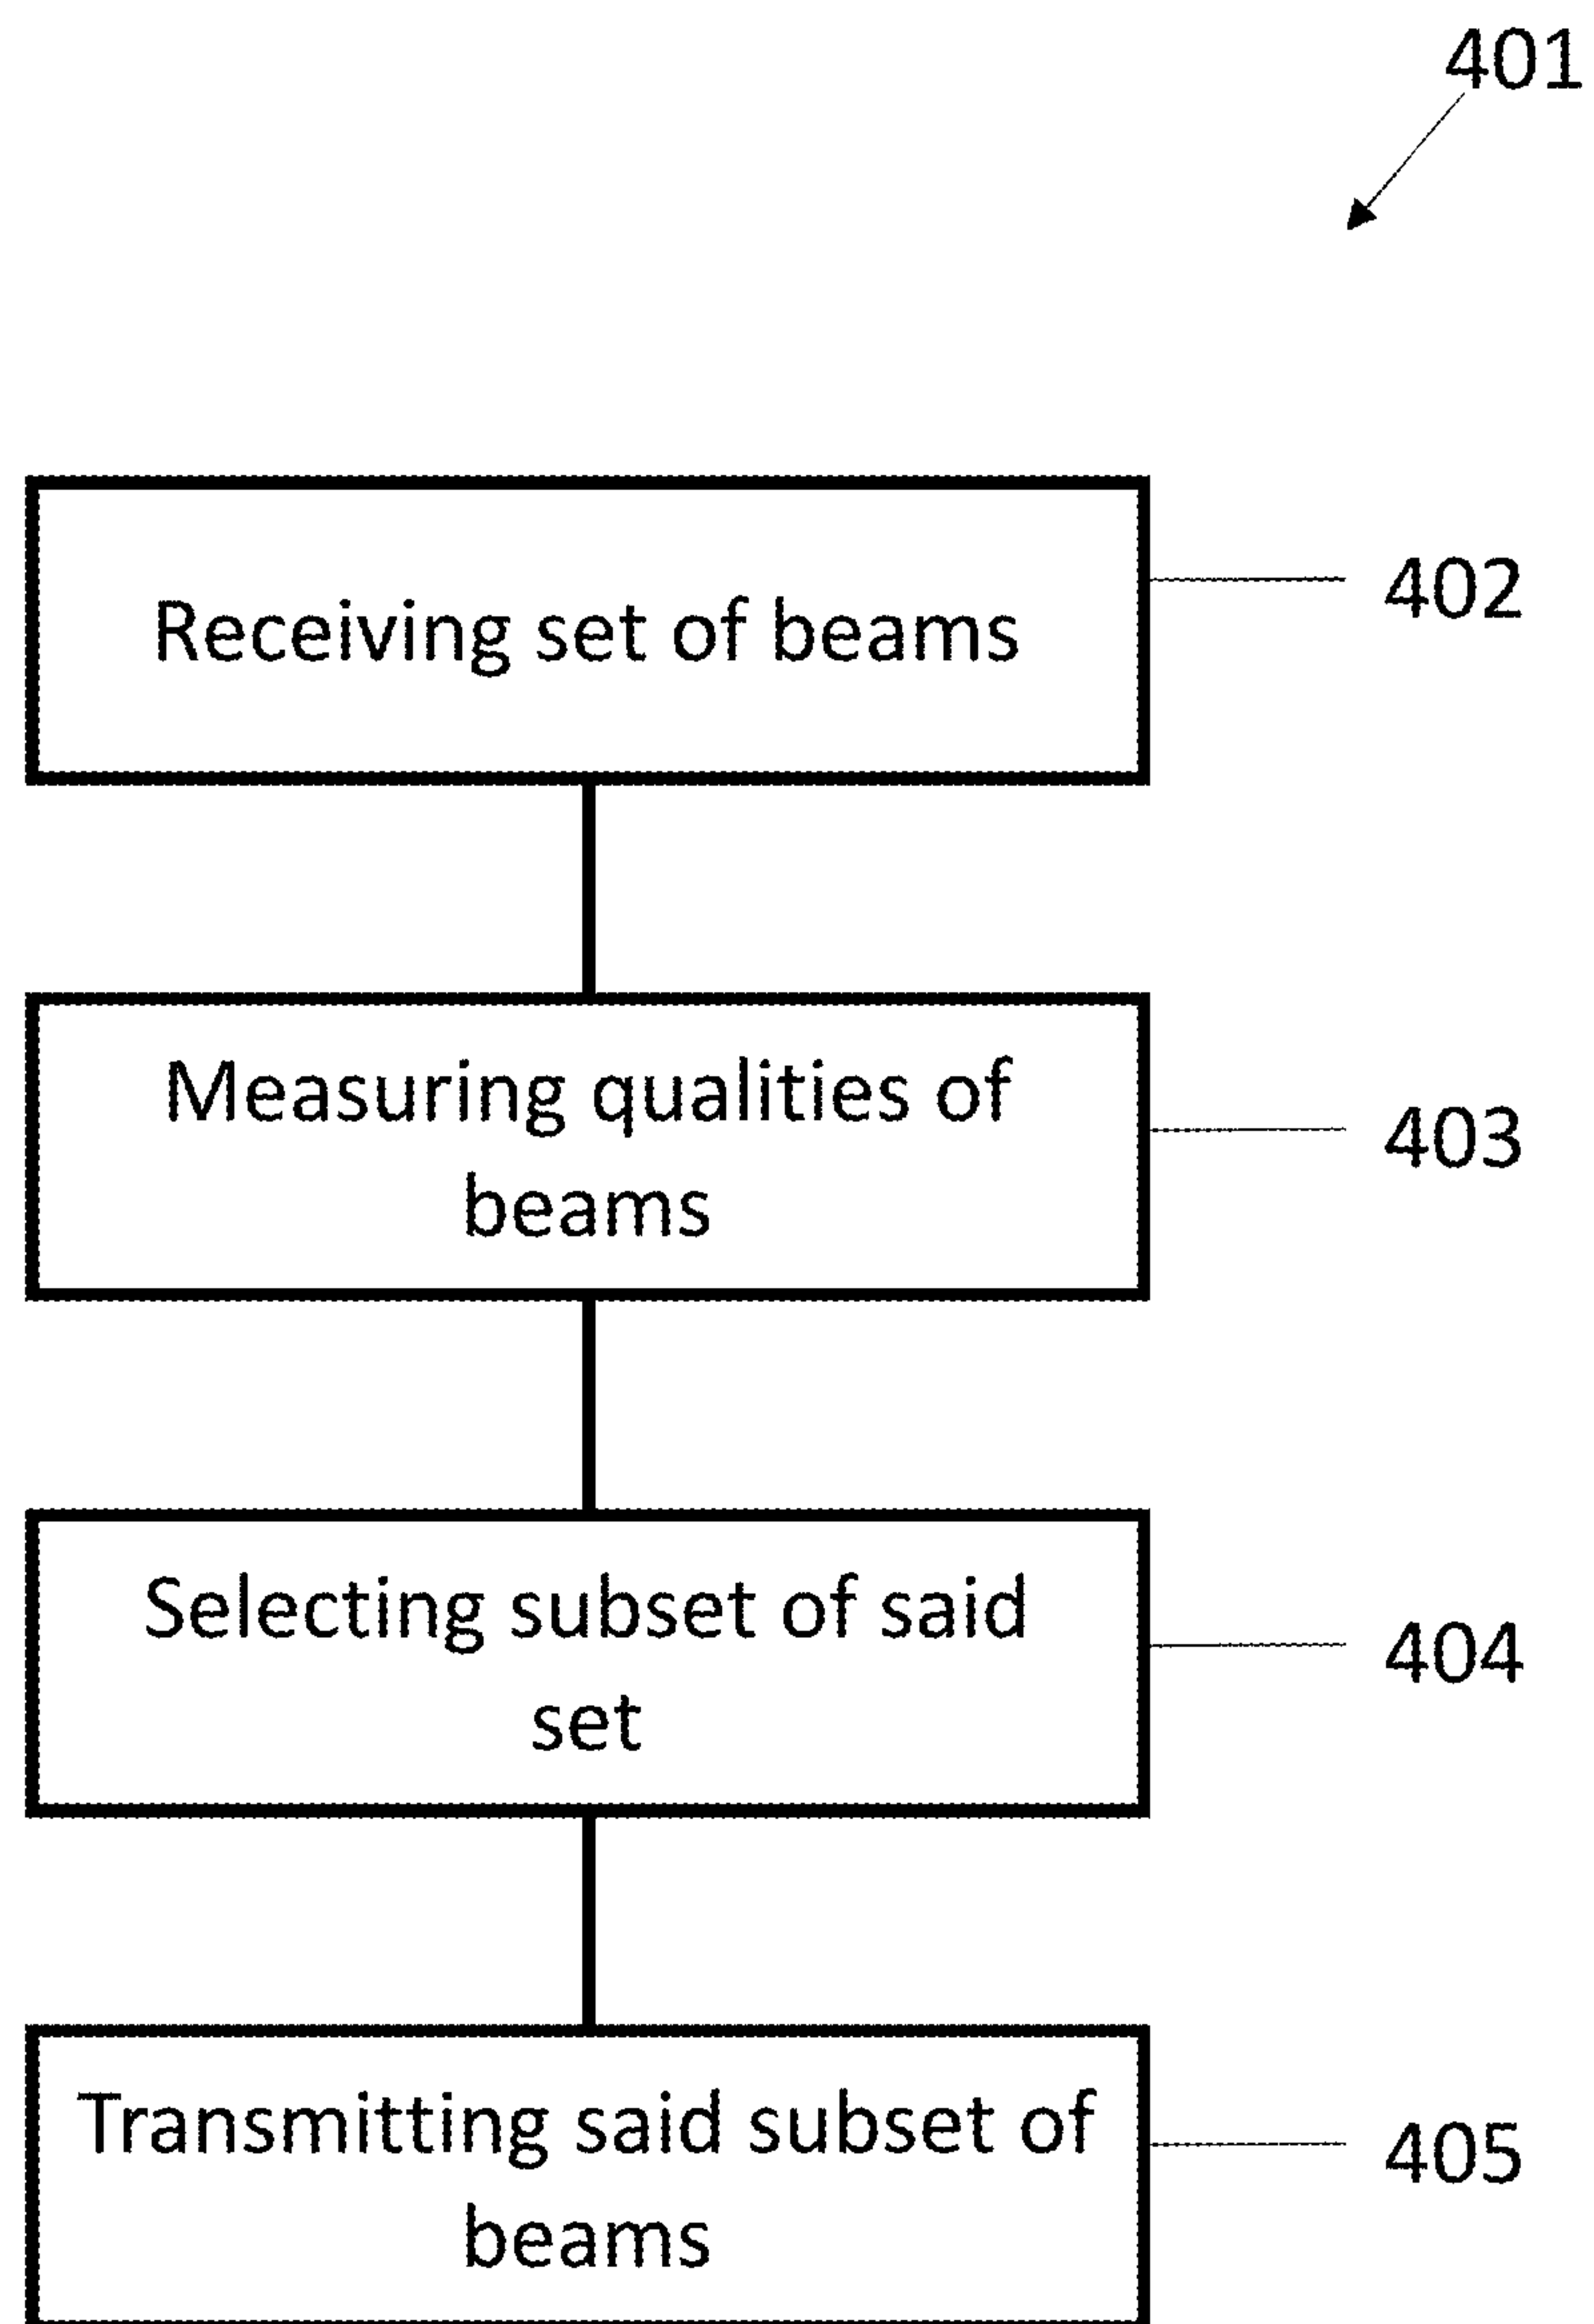 401
Receiving set of beams
402
Measuring qualities of
beams
403
Selecting subset of said
set
404
Transmitting said subset of
beams
405